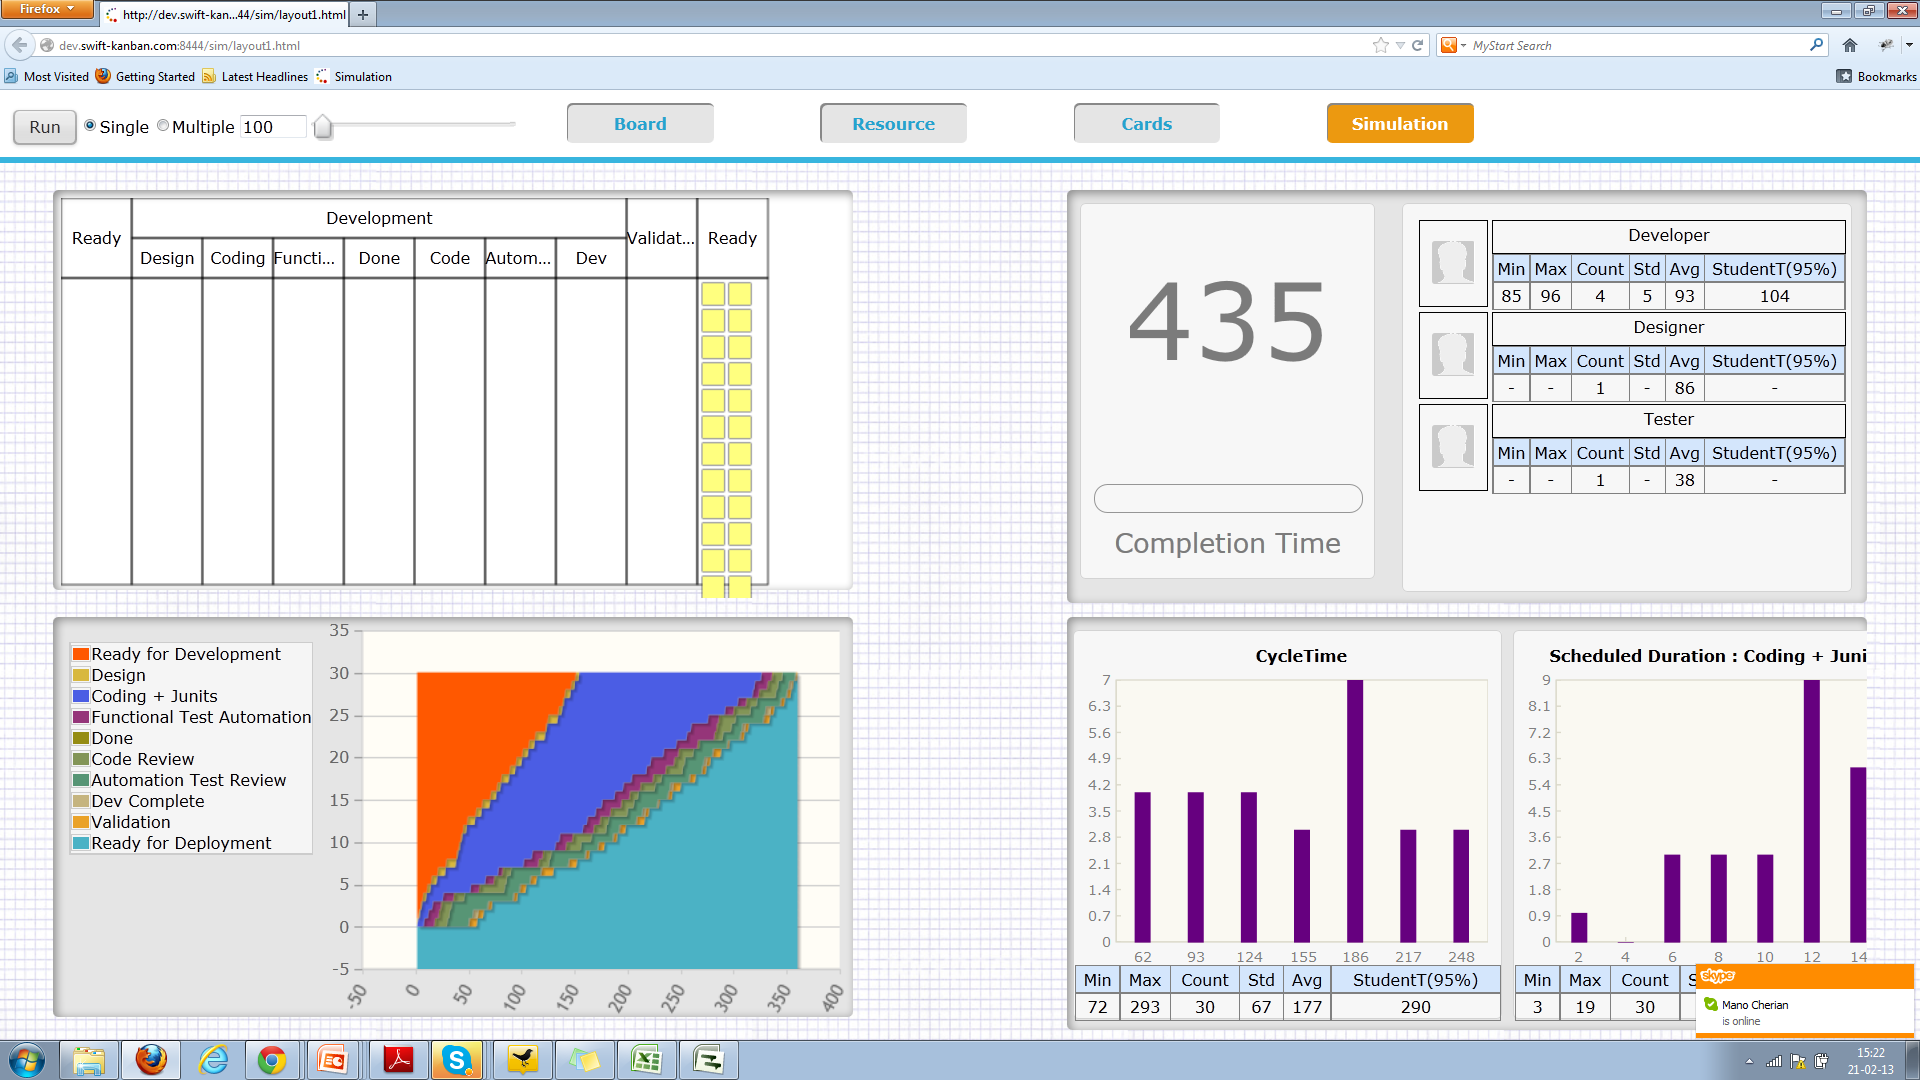 Firefox
http://dev.swift-kan...44/sim/layout1.html
dev.swift-kanban.com:8444/sim/layout1.html
MyStart Search
Most Visited
Getting Started
Latest Headlines
Simulation
Bookmarks
Run
Single
Multiple
100
Board
Resource
Cards
Simulation
Ready
Development
Validat...
Ready
Design
Coding
Functi...
Done
Code
Autom...
Dev
435
Completion Time
Developer
Min Max Count Std Avg StudentT(95%)
85 96 4 5 93 104
Designer
Min Max Count Std Avg StudentT(95%)
- - 1 - 86 -
Tester
Min Max Count Std Avg StudentT(95%)
- - 1 - 38 -
Ready for Development
Design
Coding + Junits
Functional Test Automation
Done
Code Review
Automation Test Review
Dev Complete
Validation
Ready for Deployment
35
30
25
20
15
10
5
0
-5
-50 0 50 100 150 200 250 300 350 400
CycleTime
7
6.3
5.6
4.9
4.2
3.5
2.8
2.1
1.4
0.7
0
62 93 124 155 186 217 248
Min Max Count Std Avg StudentT(95%)
72 293 30 67 177 290
Scheduled Duration : Coding + Juni
9
8.1
7.2
6.3
5.4
4.5
3.6
2.7
1.8
0.9
0
2 4 6 8 10 12 14
Min Max Count S
3 19 30
skype
Mano Cherian
is online
15:22
21-02-13